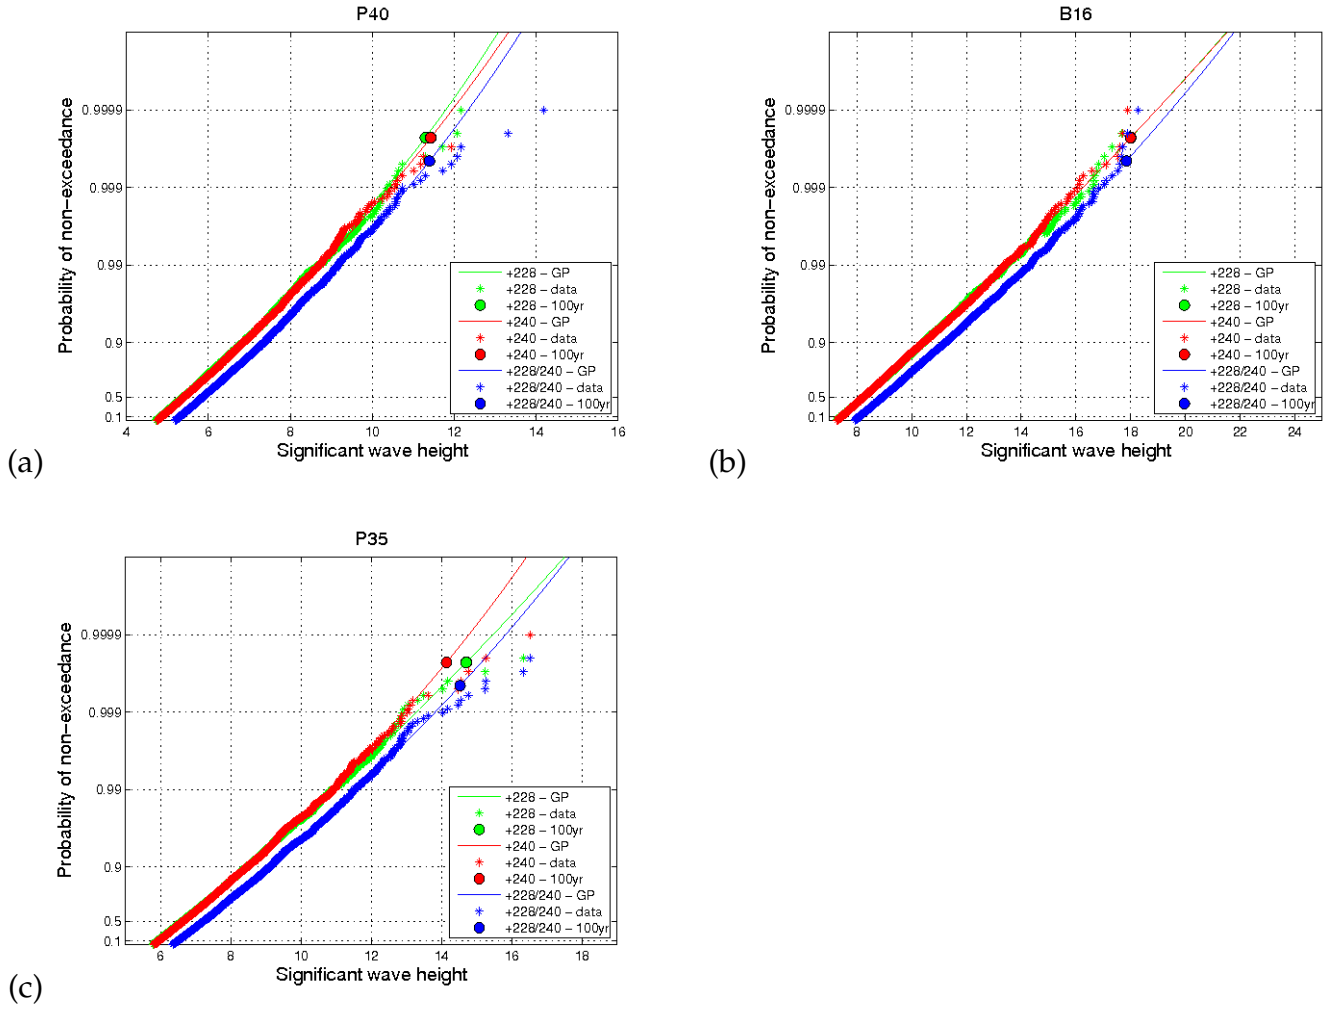 P40
Probability of non-exceedance
0.9999
0.999
0.99
0.9
0.5
0.1
4 6 8 10 12 14 16
Significant wave height
+228 – GP
+228 – data
+228 – 100yr
+240 – GP
+240 – data
+240 – 100yr
+228/240 – GP
+228/240 – data
+228/240 – 100yr
(a)
B16
Probability of non-exceedance
0.9999
0.999
0.99
0.9
0.5
0.1
8 10 12 14 16 18 20 22 24
Significant wave height
+228 – GP
+228 – data
+228 – 100yr
+240 – GP
+240 – data
+240 – 100yr
+228/240 – GP
+228/240 – data
+228/240 – 100yr
(b)
P35
Probability of non-exceedance
0.9999
0.999
0.99
0.9
0.5
0.1
6 8 10 12 14 16 18
Significant wave height
+228 – GP
+228 – data
+228 – 100yr
+240 – GP
+240 – data
+240 – 100yr
+228/240 – GP
+228/240 – data
+228/240 – 100yr
(c)